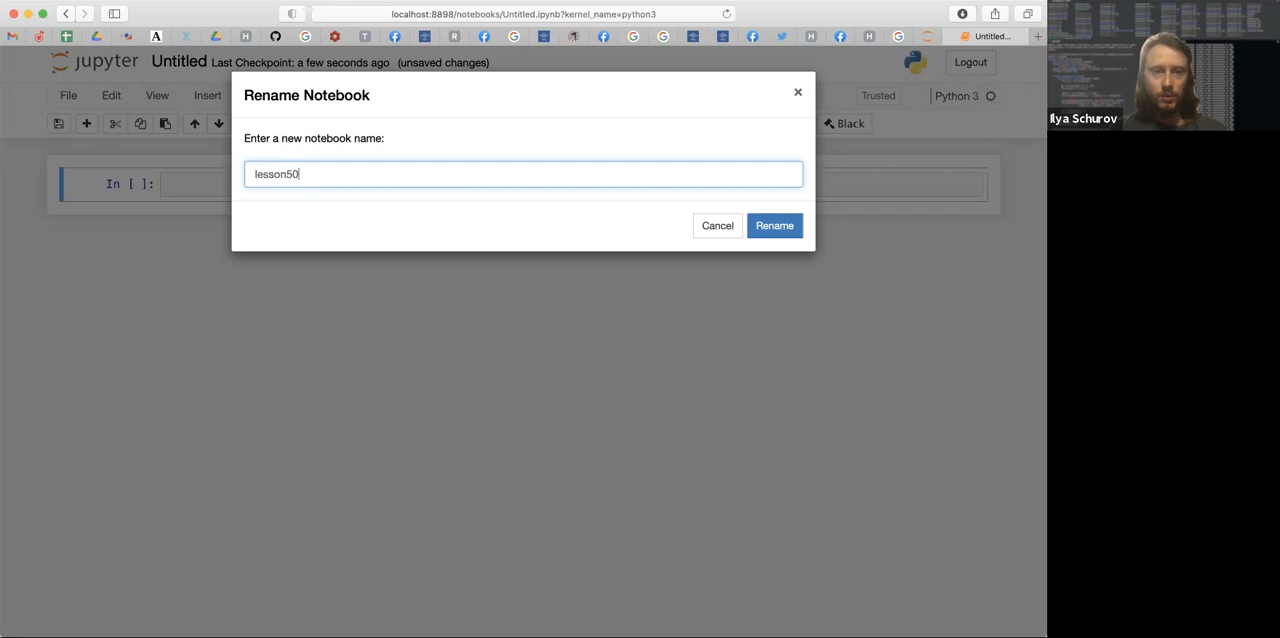 localhost:8898/notebooks/Untitled.ipynb?kernel_name=python3
Untitled...
jupyter Untitled Last Checkpoint: a few seconds ago (unsaved changes)
Logout
File Edit View Insert
Trusted
Python 3
Black
Rename Notebook
×
Enter a new notebook name:
lesson50
Cancel
Rename
In [ ]:
Ilya Schurov